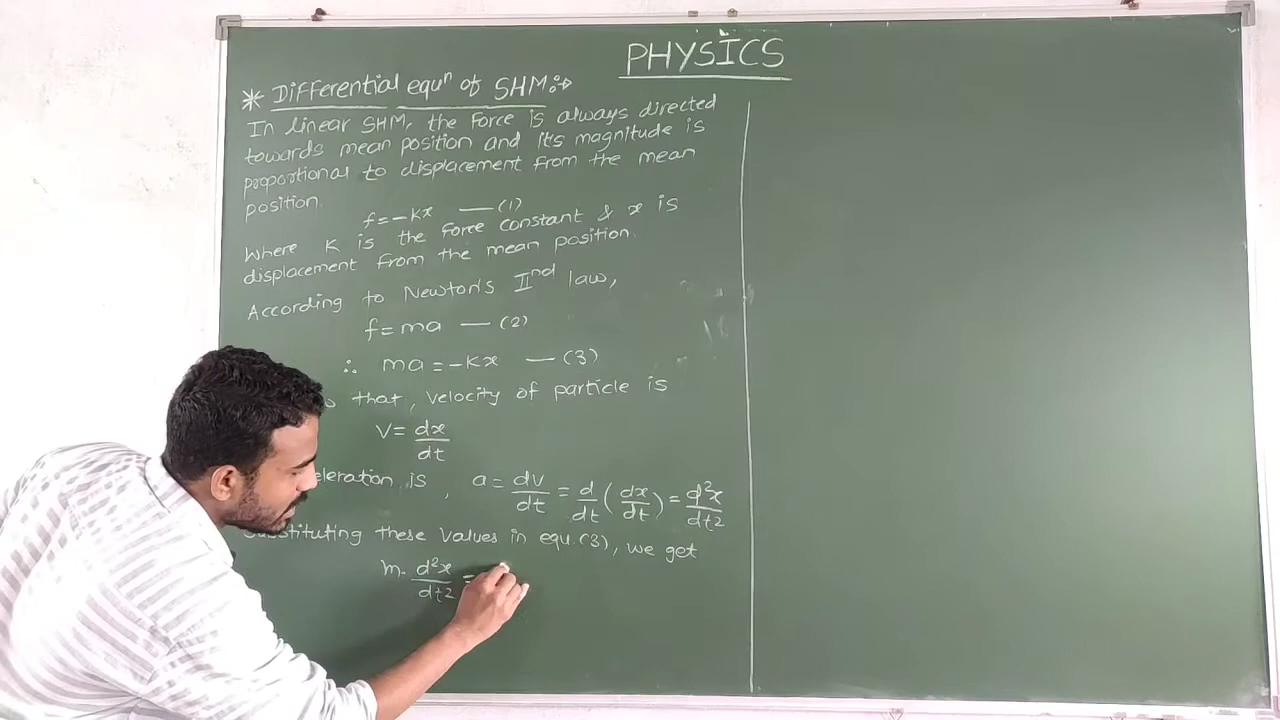 PHYSICS
* Differential equⁿ of SHM:→
In linear SHM, the force is always directed
towards mean position and it's magnitude is
proportional to displacement from the mean
position.
f=-kx —(1)
Where K is the force constant & x is
displacement from the mean position.
According to Newton's IInd law,
f=ma —(2)
∴ ma=-Kx —(3)
that, velocity of particle is
V= dx/dt
is, a= dv/dt = d/dt (dx/dt) = d²x/dt2
these values in equ.(3), we get
m. d²x/dt2 =